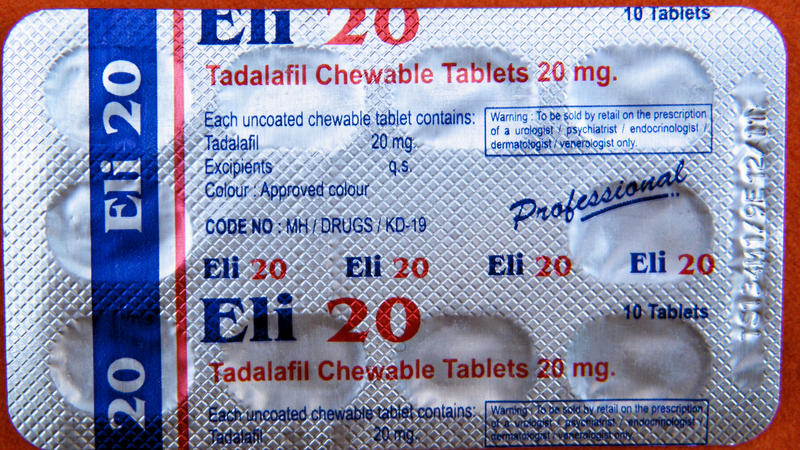 Eli 20
10 Tablets
Tadalafil Chewable Tablets 20 mg.
Each uncoated chewable tablet contains:
Tadalafil 20 mg.
Excipients q.s.
Colour : Approved colour
Warning : To be sold by retail on the prescription
of a urologist / psychiatrist / endocrinologist /
dermatologist / venerologist only.
CODE NO : MH / DRUGS / KD-19
Professional
Eli 20 Eli 20 Eli 20 Eli 20
Eli 20
10 Tablets
Tadalafil Chewable Tablets 20 mg.
Each uncoated chewable tablet contains:
Tadalafil 20 mg.
Warning : To be sold by retail on the prescription
of a urologist / psychiatrist / endocrinologist /
dermatologist / venerologist only.
Eli 20
20